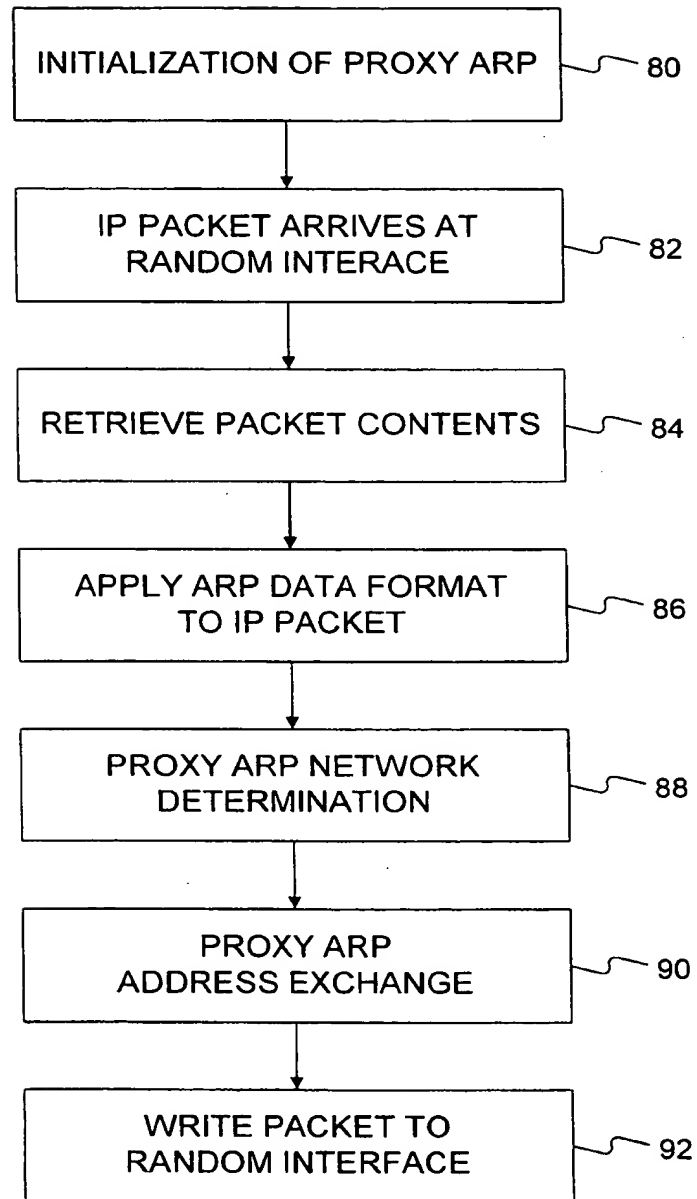 INITIALIZATION OF PROXY ARP
80
IP PACKET ARRIVES AT
RANDOM INTERACE
82
RETRIEVE PACKET CONTENTS
84
APPLY ARP DATA FORMAT
TO IP PACKET
86
PROXY ARP NETWORK
DETERMINATION
88
PROXY ARP
ADDRESS EXCHANGE
90
WRITE PACKET TO
RANDOM INTERFACE
92